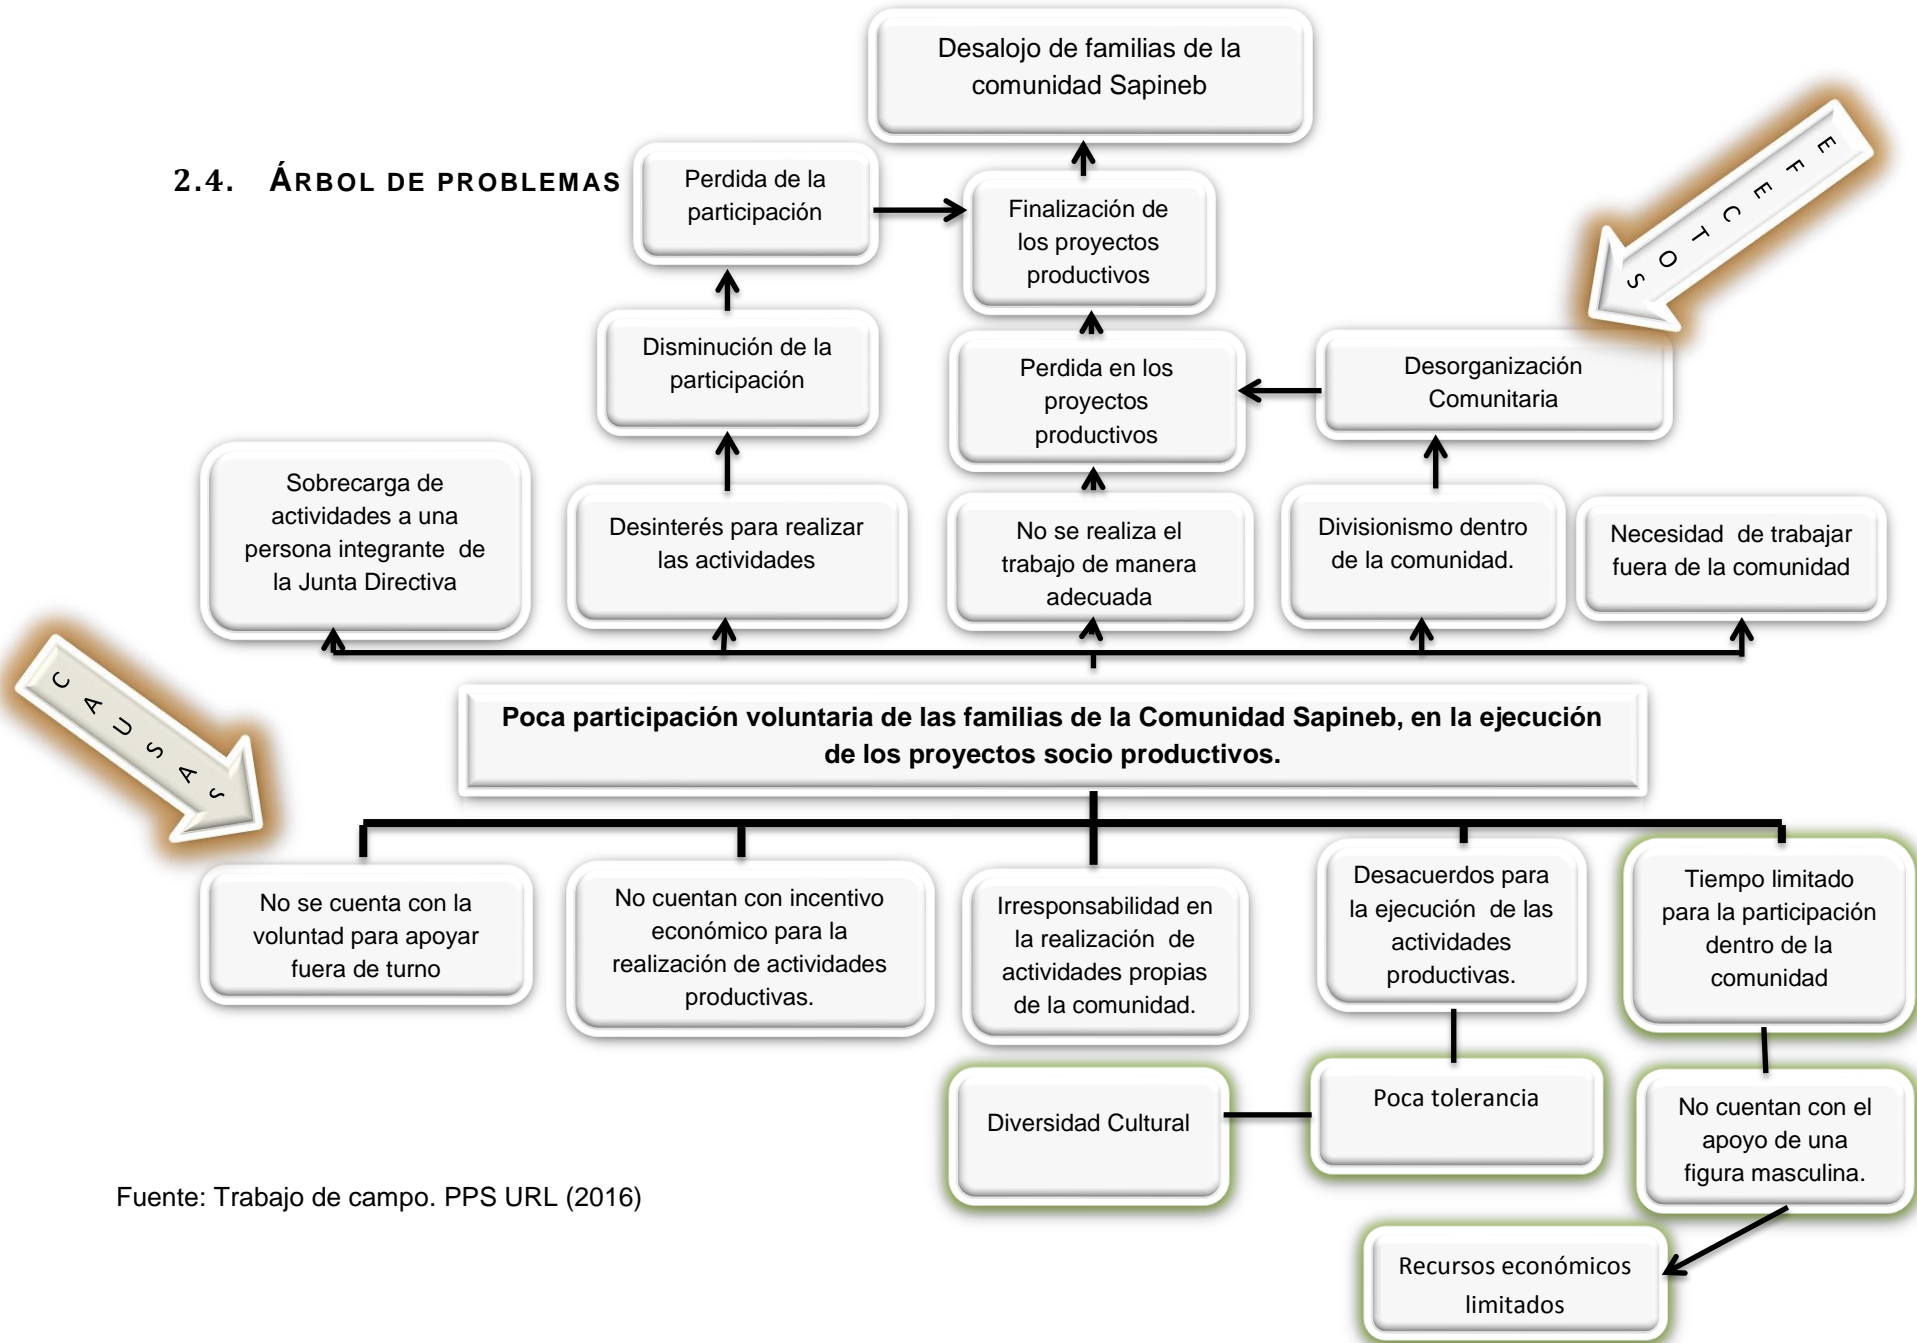 Desalojo de familias de la
comunidad Sapineb
2.4. ÁRBOL DE PROBLEMAS
Perdida de la
participación
Finalización de
los proyectos
productivos
EFECTOS
Disminución de la
participación
Perdida en los
proyectos
productivos
Desorganización
Comunitaria
Sobrecarga de
actividades a una
persona integrante de
la Junta Directiva
Desinterés para realizar
las actividades
No se realiza el
trabajo de manera
adecuada
Divisionismo dentro
de la comunidad.
Necesidad de trabajar
fuera de la comunidad
CAUSAS
Poca participación voluntaria de las familias de la Comunidad Sapineb, en la ejecución
de los proyectos socio productivos.
No se cuenta con la
voluntad para apoyar
fuera de turno
No cuentan con incentivo
económico para la
realización de actividades
productivas.
Irresponsabilidad en
la realización de
actividades propias
de la comunidad.
Desacuerdos para
la ejecución de las
actividades
productivas.
Tiempo limitado
para la participación
dentro de la
comunidad
Diversidad Cultural
Poca tolerancia
No cuentan con el
apoyo de una
figura masculina.
Fuente: Trabajo de campo. PPS URL (2016)
Recursos económicos
limitados